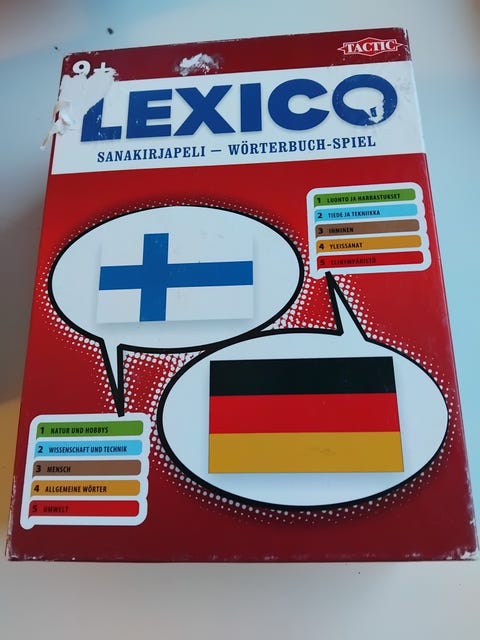 TACTIC
9+
LEXICO
SANAKIRJAPELI – WÖRTERBUCH-SPIEL
1 LUONTO JA HARRASTUKSET
2 TIEDE JA TEKNIIKKA
3 IHMINEN
4 YLEISSANAT
5 ELINYMPÄRISTÖ
1 NATUR UND HOBBYS
2 WISSENSCHAFT UND TECHNIK
3 MENSCH
4 ALLGEMEINE WÖRTER
5 UMWELT